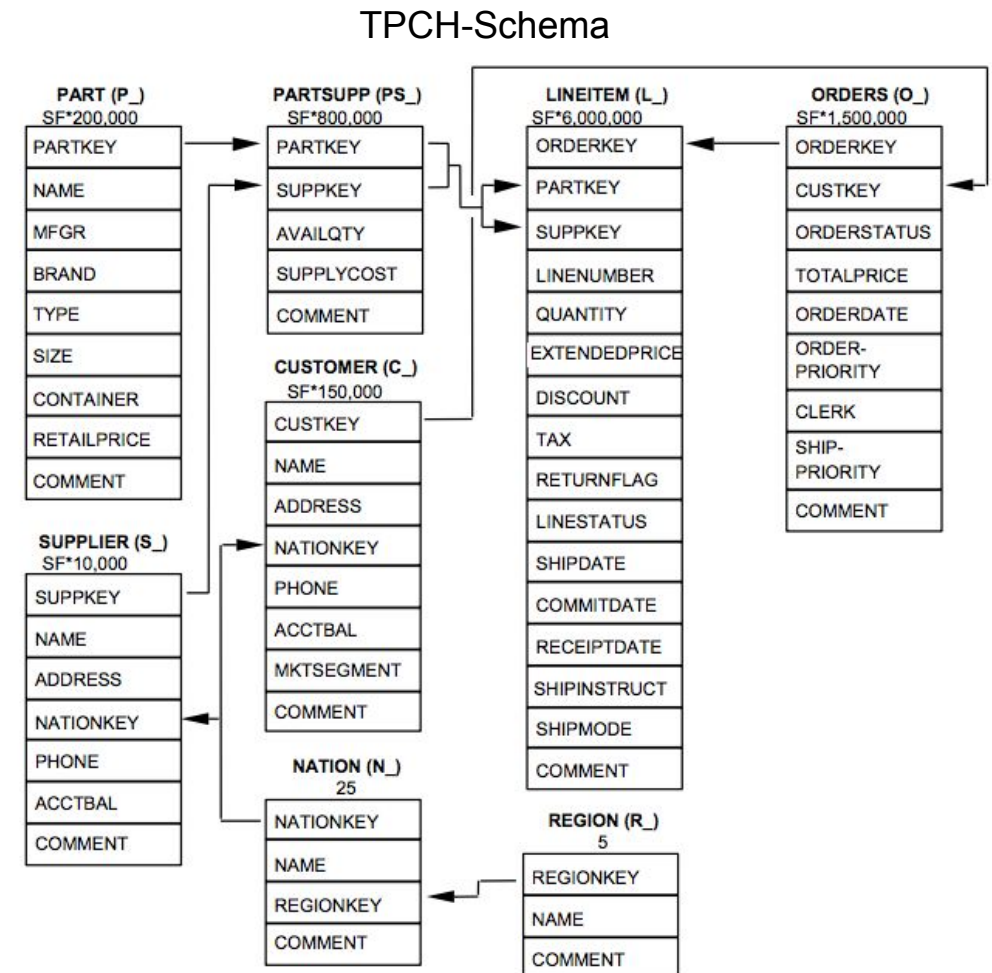 TPCH-Schema
PART (P_)
SF*200,000
PARTKEY
NAME
MFGR
BRAND
TYPE
SIZE
CONTAINER
RETAILPRICE
COMMENT
SUPPLIER (S_)
SF*10,000
SUPPKEY
NAME
ADDRESS
NATIONKEY
PHONE
ACCTBAL
COMMENT
PARTSUPP (PS_)
SF*800,000
PARTKEY
SUPPKEY
AVAILQTY
SUPPLYCOST
COMMENT
CUSTOMER (C_)
SF*150,000
CUSTKEY
NAME
ADDRESS
NATIONKEY
PHONE
ACCTBAL
MKTSEGMENT
COMMENT
NATION (N_)
25
NATIONKEY
NAME
REGIONKEY
COMMENT
LINEITEM (L_)
SF*6,000,000
ORDERKEY
PARTKEY
SUPPKEY
LINENUMBER
QUANTITY
EXTENDEDPRICE
DISCOUNT
TAX
RETURNFLAG
LINESTATUS
SHIPDATE
COMMITDATE
RECEIPTDATE
SHIPINSTRUCT
SHIPMODE
COMMENT
REGION (R_)
5
REGIONKEY
NAME
COMMENT
ORDERS (O_)
SF*1,500,000
ORDERKEY
CUSTKEY
ORDERSTATUS
TOTALPRICE
ORDERDATE
ORDER-
PRIORITY
CLERK
SHIP-
PRIORITY
COMMENT